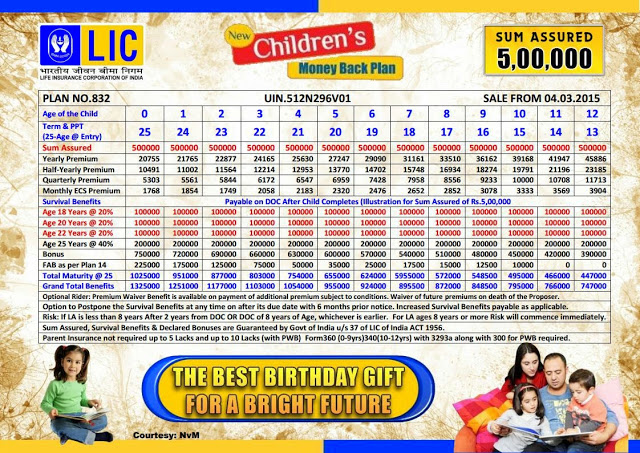 LIC
भारतीय जीवन बीमा निगम
LIFE INSURANCE CORPORATION OF INDIA
New Children's
Money Back Plan
SUM ASSURED
5,00,000
PLAN NO.832 UIN.512N296V01 SALE FROM 04.03.2015
Age of the Child 0 1 2 3 4 5 6 7 8 9 10 11 12
Term & PPT (25-Age @ Entry) 25 24 23 22 21 20 19 18 17 16 15 14 13
Sum Assured 500000 500000 500000 500000 500000 500000 500000 500000 500000 500000 500000 500000 500000
Yearly Premium 20755 21765 22877 24165 25630 27247 29090 31161 33510 36162 39168 41947 45886
Half-Yearly Premium 10491 11002 11564 12214 12953 13770 14702 15748 16934 18274 19791 21196 23185
Quarterly Premium 5303 5561 5844 6172 6547 6959 7428 7958 8556 9233 10000 10708 11713
Monthly ECS Premium 1768 1854 1749 2058 2183 2320 2476 2652 2852 3078 3333 3569 3904
Survival Benefits Payable on DOC After Child Completes (Illustration for Sum Assured of Rs.5,00,000
Age 18 Years @ 20% 100000 100000 100000 100000 100000 100000 100000 100000 100000 100000 100000 100000 100000
Age 20 Years @ 20% 100000 100000 100000 100000 100000 100000 100000 100000 100000 100000 100000 100000 100000
Age 22 Years @ 20% 100000 100000 100000 100000 100000 100000 100000 100000 100000 100000 100000 100000 100000
Age 25 Years @ 40% 200000 200000 200000 200000 200000 200000 200000 200000 200000 200000 200000 200000 200000
Bonus 750000 720000 690000 660000 630000 600000 570000 540000 510000 480000 450000 420000 390000
FAB as per Plan 14 225000 175000 125000 75000 50000 35000 25000 17500 15000 12500 10000 0 0
Total Maturity @ 25 1025000 951000 877000 803000 754000 655000 624000 5955000 572000 548500 495000 466000 447000
Grand Total Benefits 1325000 1251000 1177000 1103000 1054000 955000 924000 895500 872000 848500 795000 766000 747000
Optional Rider: Premium Waiver Benefit is available on payment of additional premium subject to conditions. Waiver of future premiums on death of the Proposer.
Option to Postpone the Survival Benefits at any time on after its due date with 6 months prior notice. Increased Survival Benefits payable as applicable.
Risk: If LA is less than 8 years After 2 years from DOC OR DOC of 8 years of Age, whichever is earlier. For LA ages 8 years or more Risk will commence immediately.
Sum Assured, Survival Benefits & Declared Bonuses are Guaranteed by Govt of India u/s 37 of LIC of India ACT 1956.
Parent Insurance not required up to 5 Lacs and up to 10 Lacs (with PWB) Form360 (0-9yrs)340(10-12yrs) with 3293a along with 300 for PWB required.
THE BEST BIRTHDAY GIFT
FOR A BRIGHT FUTURE
Courtesy: NvM